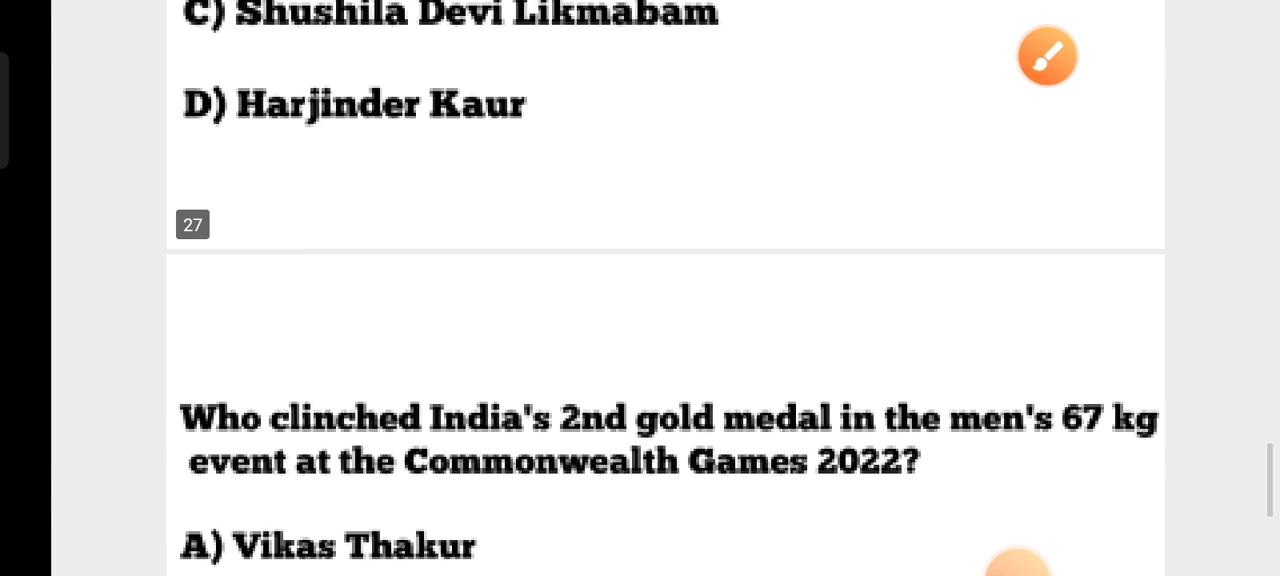 C) Shushila Devi Likmabam
D) Harjinder Kaur
27
Who clinched India's 2nd gold medal in the men's 67 kg
event at the Commonwealth Games 2022?
A) Vikas Thakur